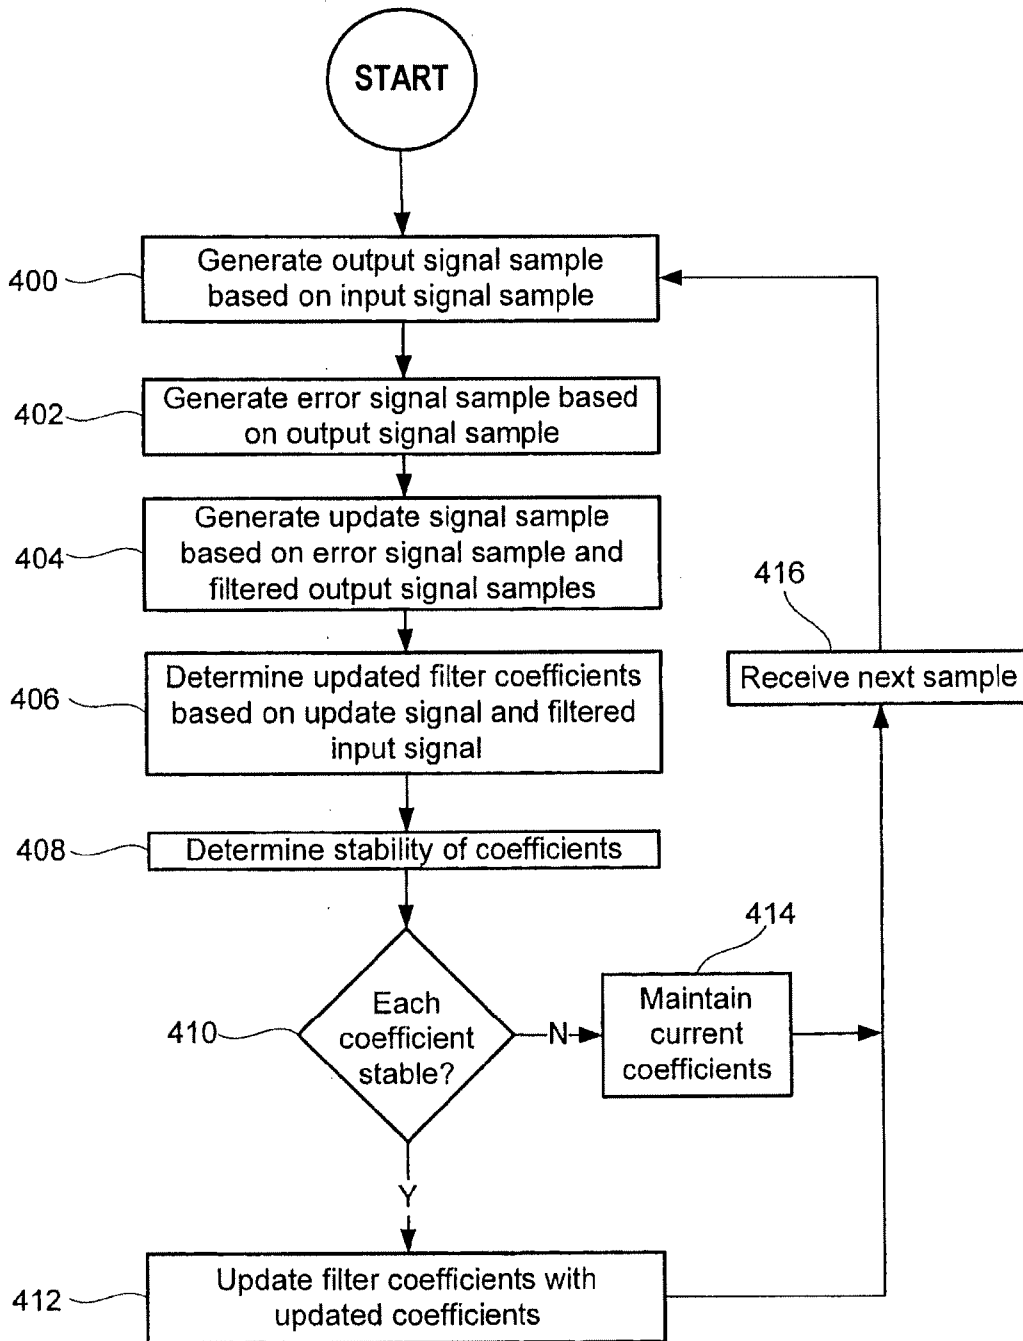 START
400
Generate output signal sample
based on input signal sample
402
Generate error signal sample based
on output signal sample
404
Generate update signal sample
based on error signal sample and
filtered output signal samples
416
Receive next sample
406
Determine updated filter coefficients
based on update signal and filtered
input signal
408
Determine stability of coefficients
414
410
Each
coefficient
stable?
N
Maintain
current
coefficients
Y
412
Update filter coefficients with
updated coefficients